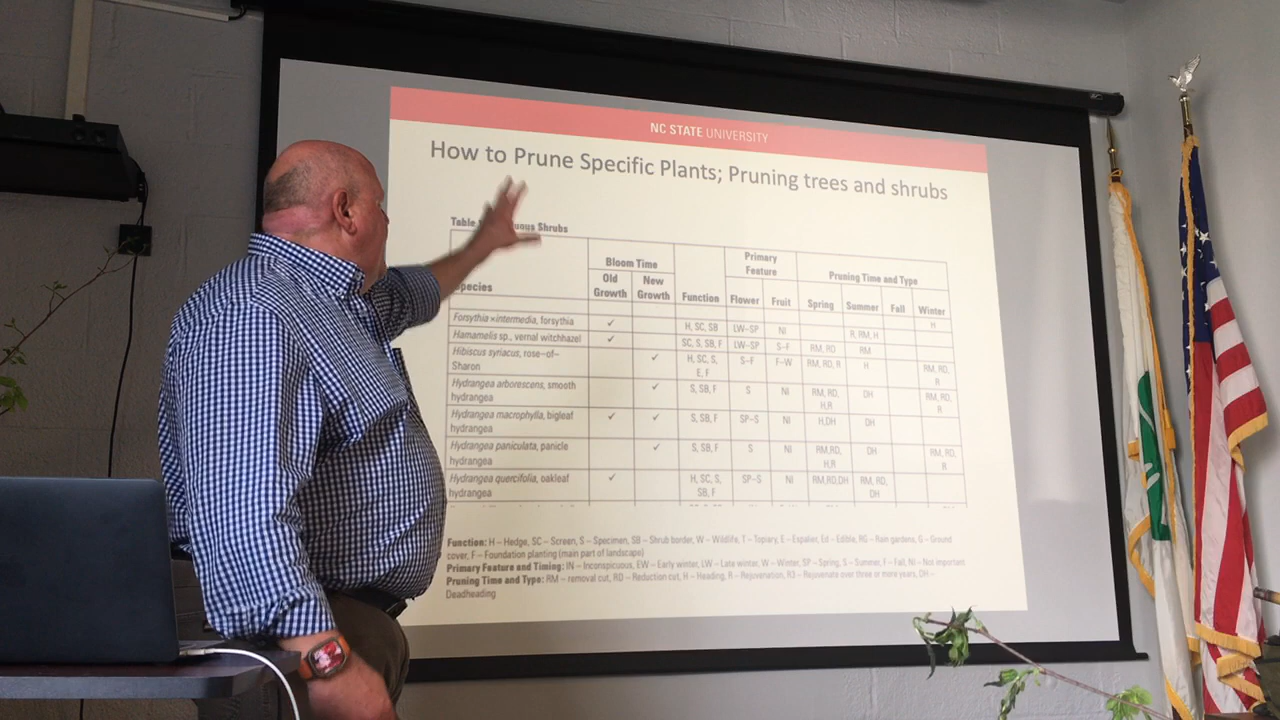 NC STATE UNIVERSITY
How to Prune Specific Plants; Pruning trees and shrubs
Table uous Shrubs
Species Bloom Time Old Growth New Growth Function Primary Feature Flower Fruit Pruning Time and Type Spring Summer Fall Winter
Forsythia ×intermedia, forsythia ✓ H, SC, SB LW–SP NI R, RM, H H
Hamamelis sp., vernal witchhazel ✓ SC, S, SB, F LW–SP S–F RM, RD RM
Hibiscus syriacus, rose–of– ✓ H, SC, S, S–F F–W RM, RD, R H RM, RD,
Sharon E, F R
Hydrangea arborescens, smooth ✓ S, SB, F S NI RM, RD, DH RM, RD,
hydrangea H,R R
Hydrangea macrophylla, bigleaf ✓ ✓ S, SB, F SP–S NI H,DH DH
hydrangea
Hydrangea paniculata, panicle ✓ S, SB, F S NI RM,RD, DH RM, RD,
hydrangea H,R R
Hydrangea quercifolia, oakleaf ✓ H, SC, S, SP–S NI RM,RD,DH RM, RD,
hydrangea SB, F DH
Function: H – Hedge, SC – Screen, S – Specimen, SB – Shrub border, W – Wildlife, T – Topiary, E – Espalier, Ed - Edible, RG – Rain gardens, G – Ground
cover, F – Foundation planting (main part of landscape)
Primary Feature and Timing: IN – Inconspicuous, EW – Early winter, LW – Late winter, W – Winter, SP – Spring, S – Summer, F – Fall, NI – Not important
Pruning Time and Type: RM – removal cut, RD – Reduction cut, H – Heading, R – Rejuvenation, R3 – Rejuvenate over three or more years, DH –
Deadheading